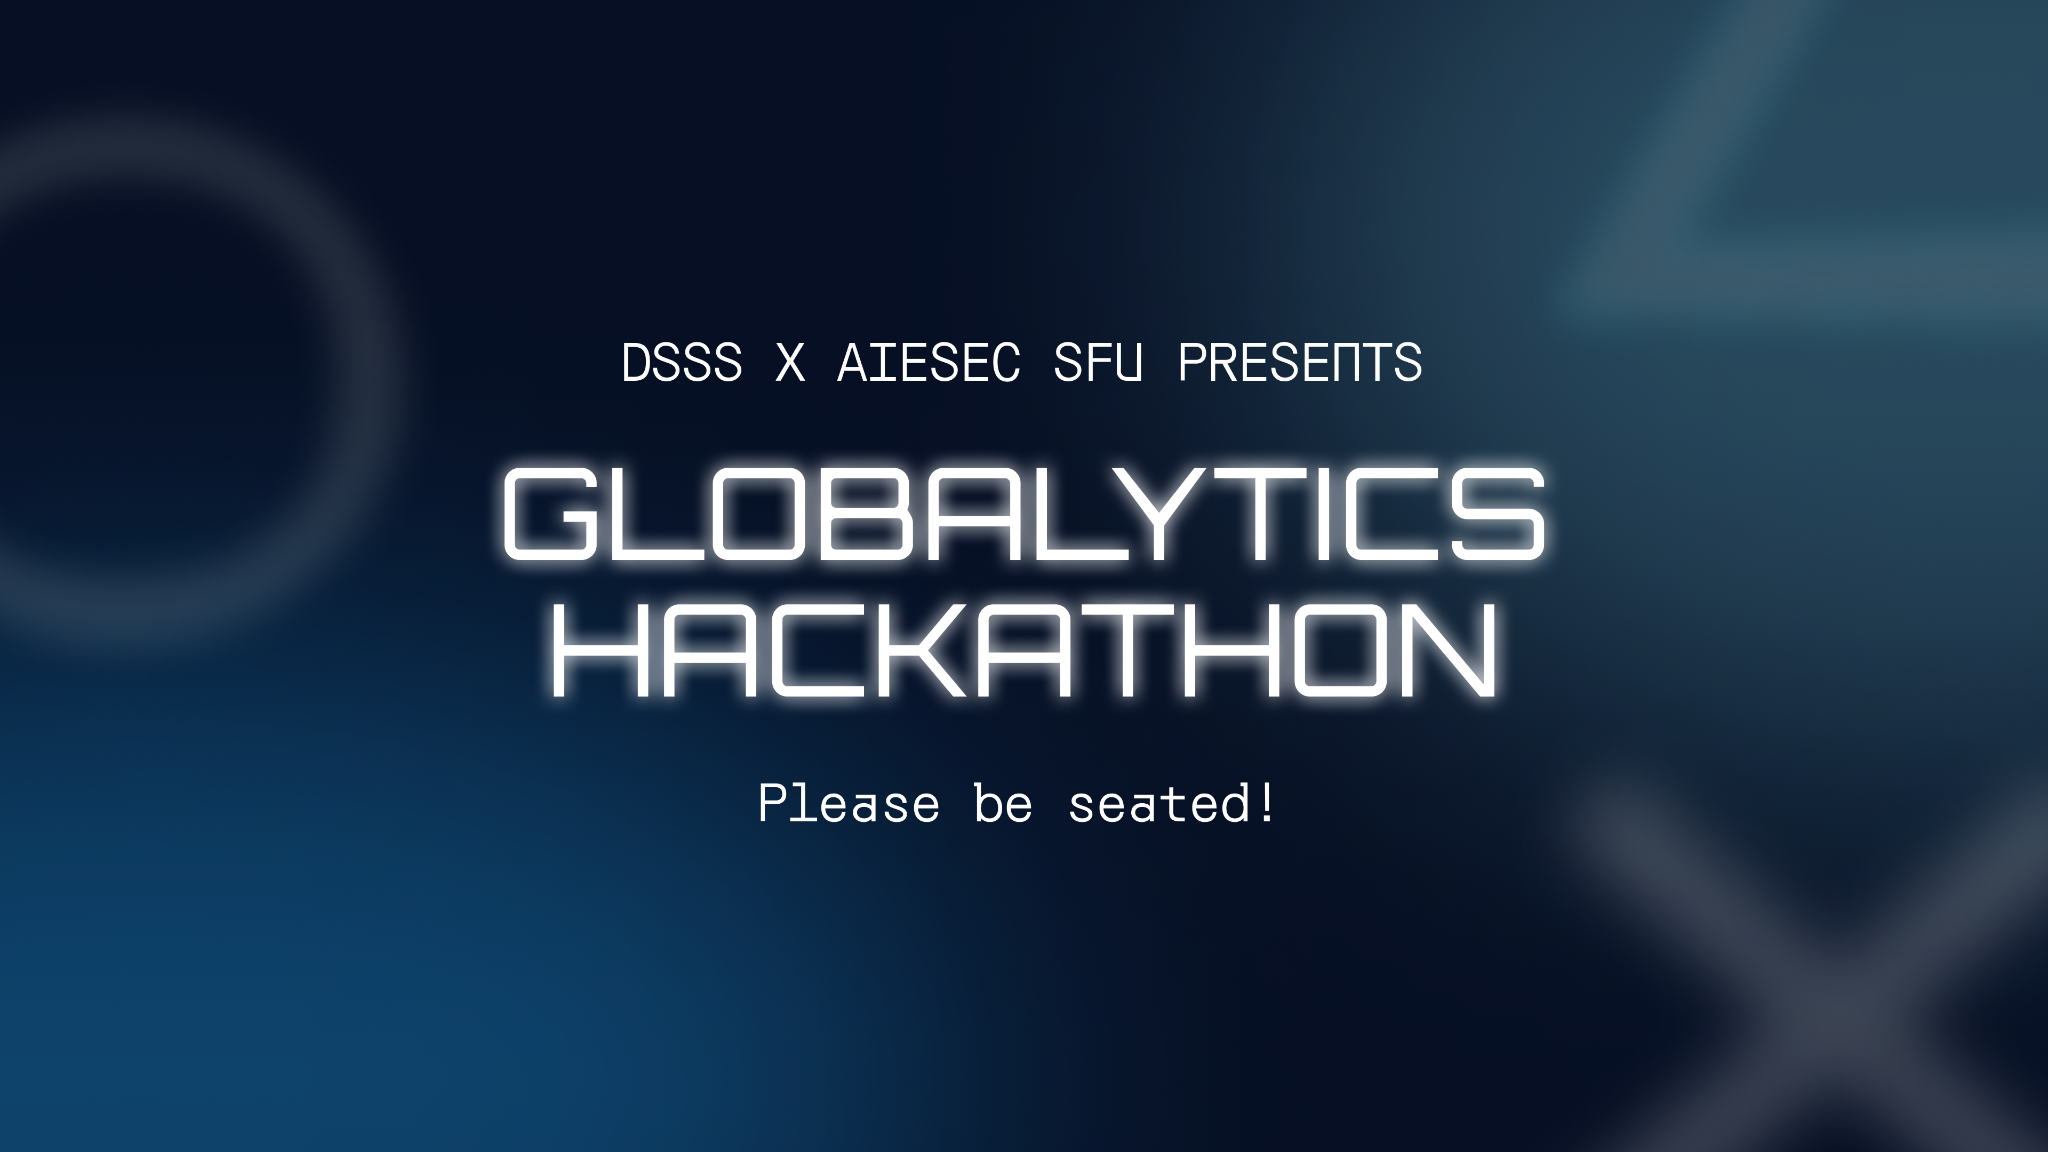 DSSS X AIESEC SFU PRESENTS
GLOBALYTICS
HACKATHON
Please be seated!